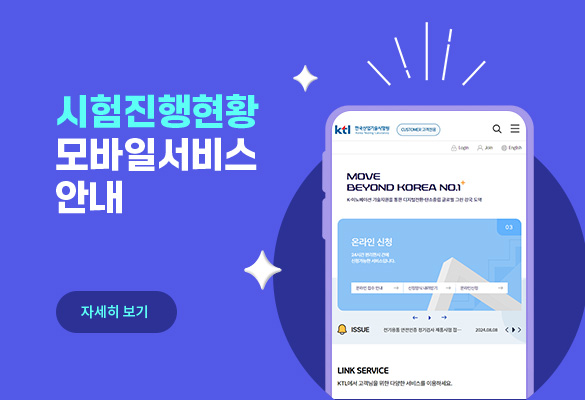 시험진행현황
모바일서비스
안내
자세히 보기
ktl 한국산업기술시험원
Korea Testing Laboratory
CUSTOMER 고객전용
Login Join English
MOVE
BEYOND KOREA NO.1
K-이노베이션 기술지원을 통한 디지털전환·탄소중립 글로벌 그린 강국 도약
03
온라인 신청
24시간 편리하면서 간편
신청가능한 서비스입니다.
온라인 접수 안내
신청양식 내려받기
온라인신청
ISSUE 전기용품 안전인증 정기검사 제품시험 접… 2024.08.08
LINK SERVICE
KTL에서 고객님을 위한 다양한 서비스를 이용하세요.